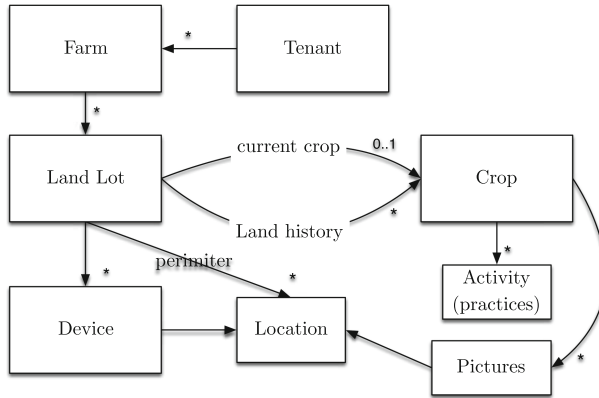 Farm
*
Tenant
*
Land Lot
current crop
0..1
Crop
*
Land history
*
perimiter
*
*
Activity
(practices)
Device
Location
Pictures
*